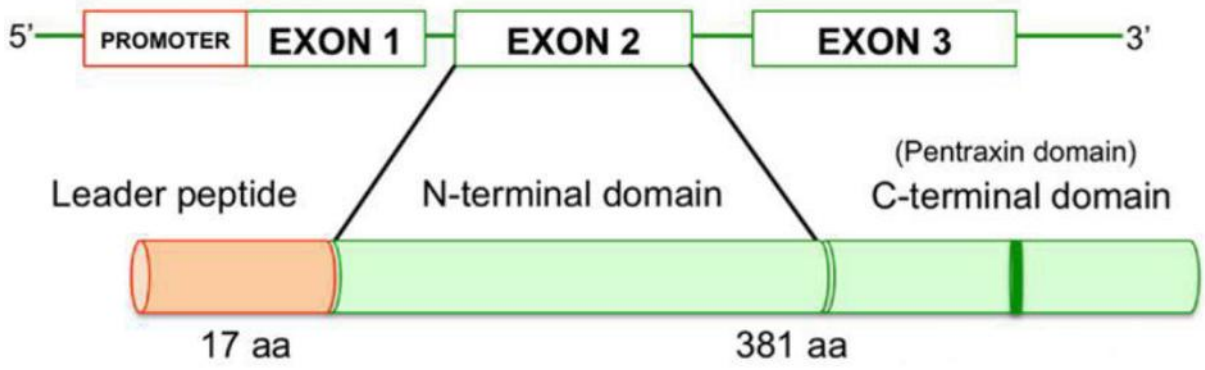 5’ PROMOTER EXON 1 EXON 2 EXON 3 3’
(Pentraxin domain)
Leader peptide N-terminal domain C-terminal domain
17 aa 381 aa